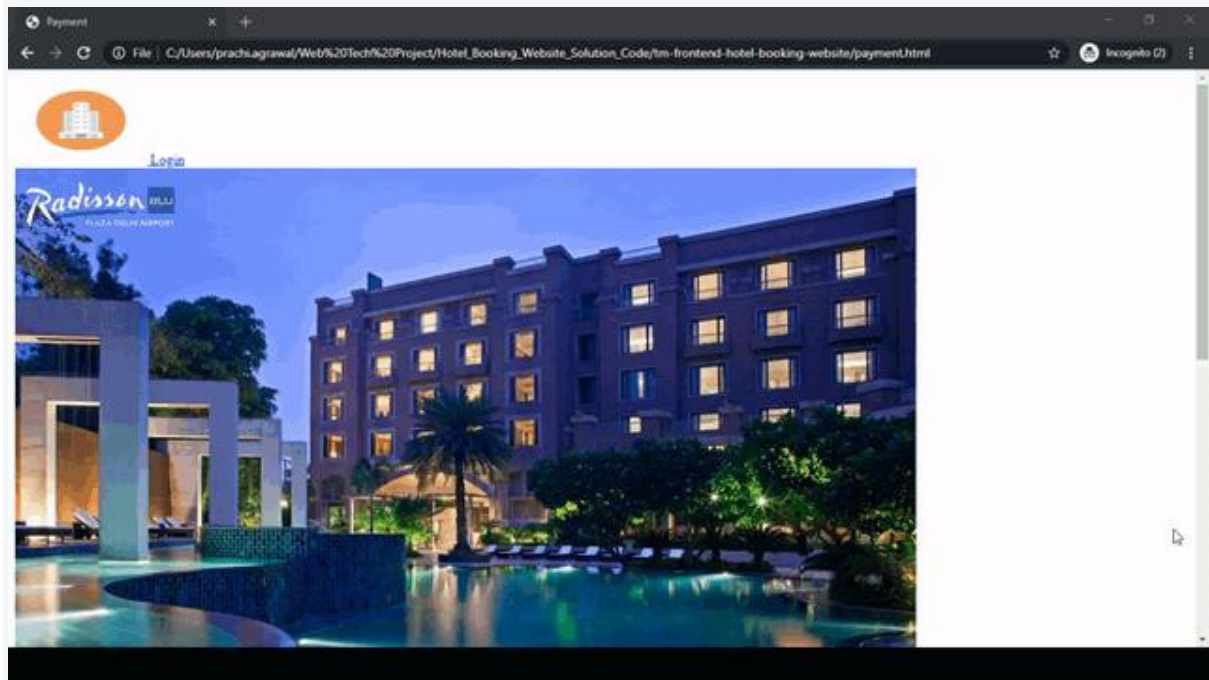 Payment
File | C:/Users/prachi.agrawal/Web%20Tech%20Project/Hotel_Booking_Website_Solution_Code/tm-frontend-hotel-booking-website/payment.html
Incognito (2)
Login
Radisson BLU
PLAZA DELHI AIRPORT